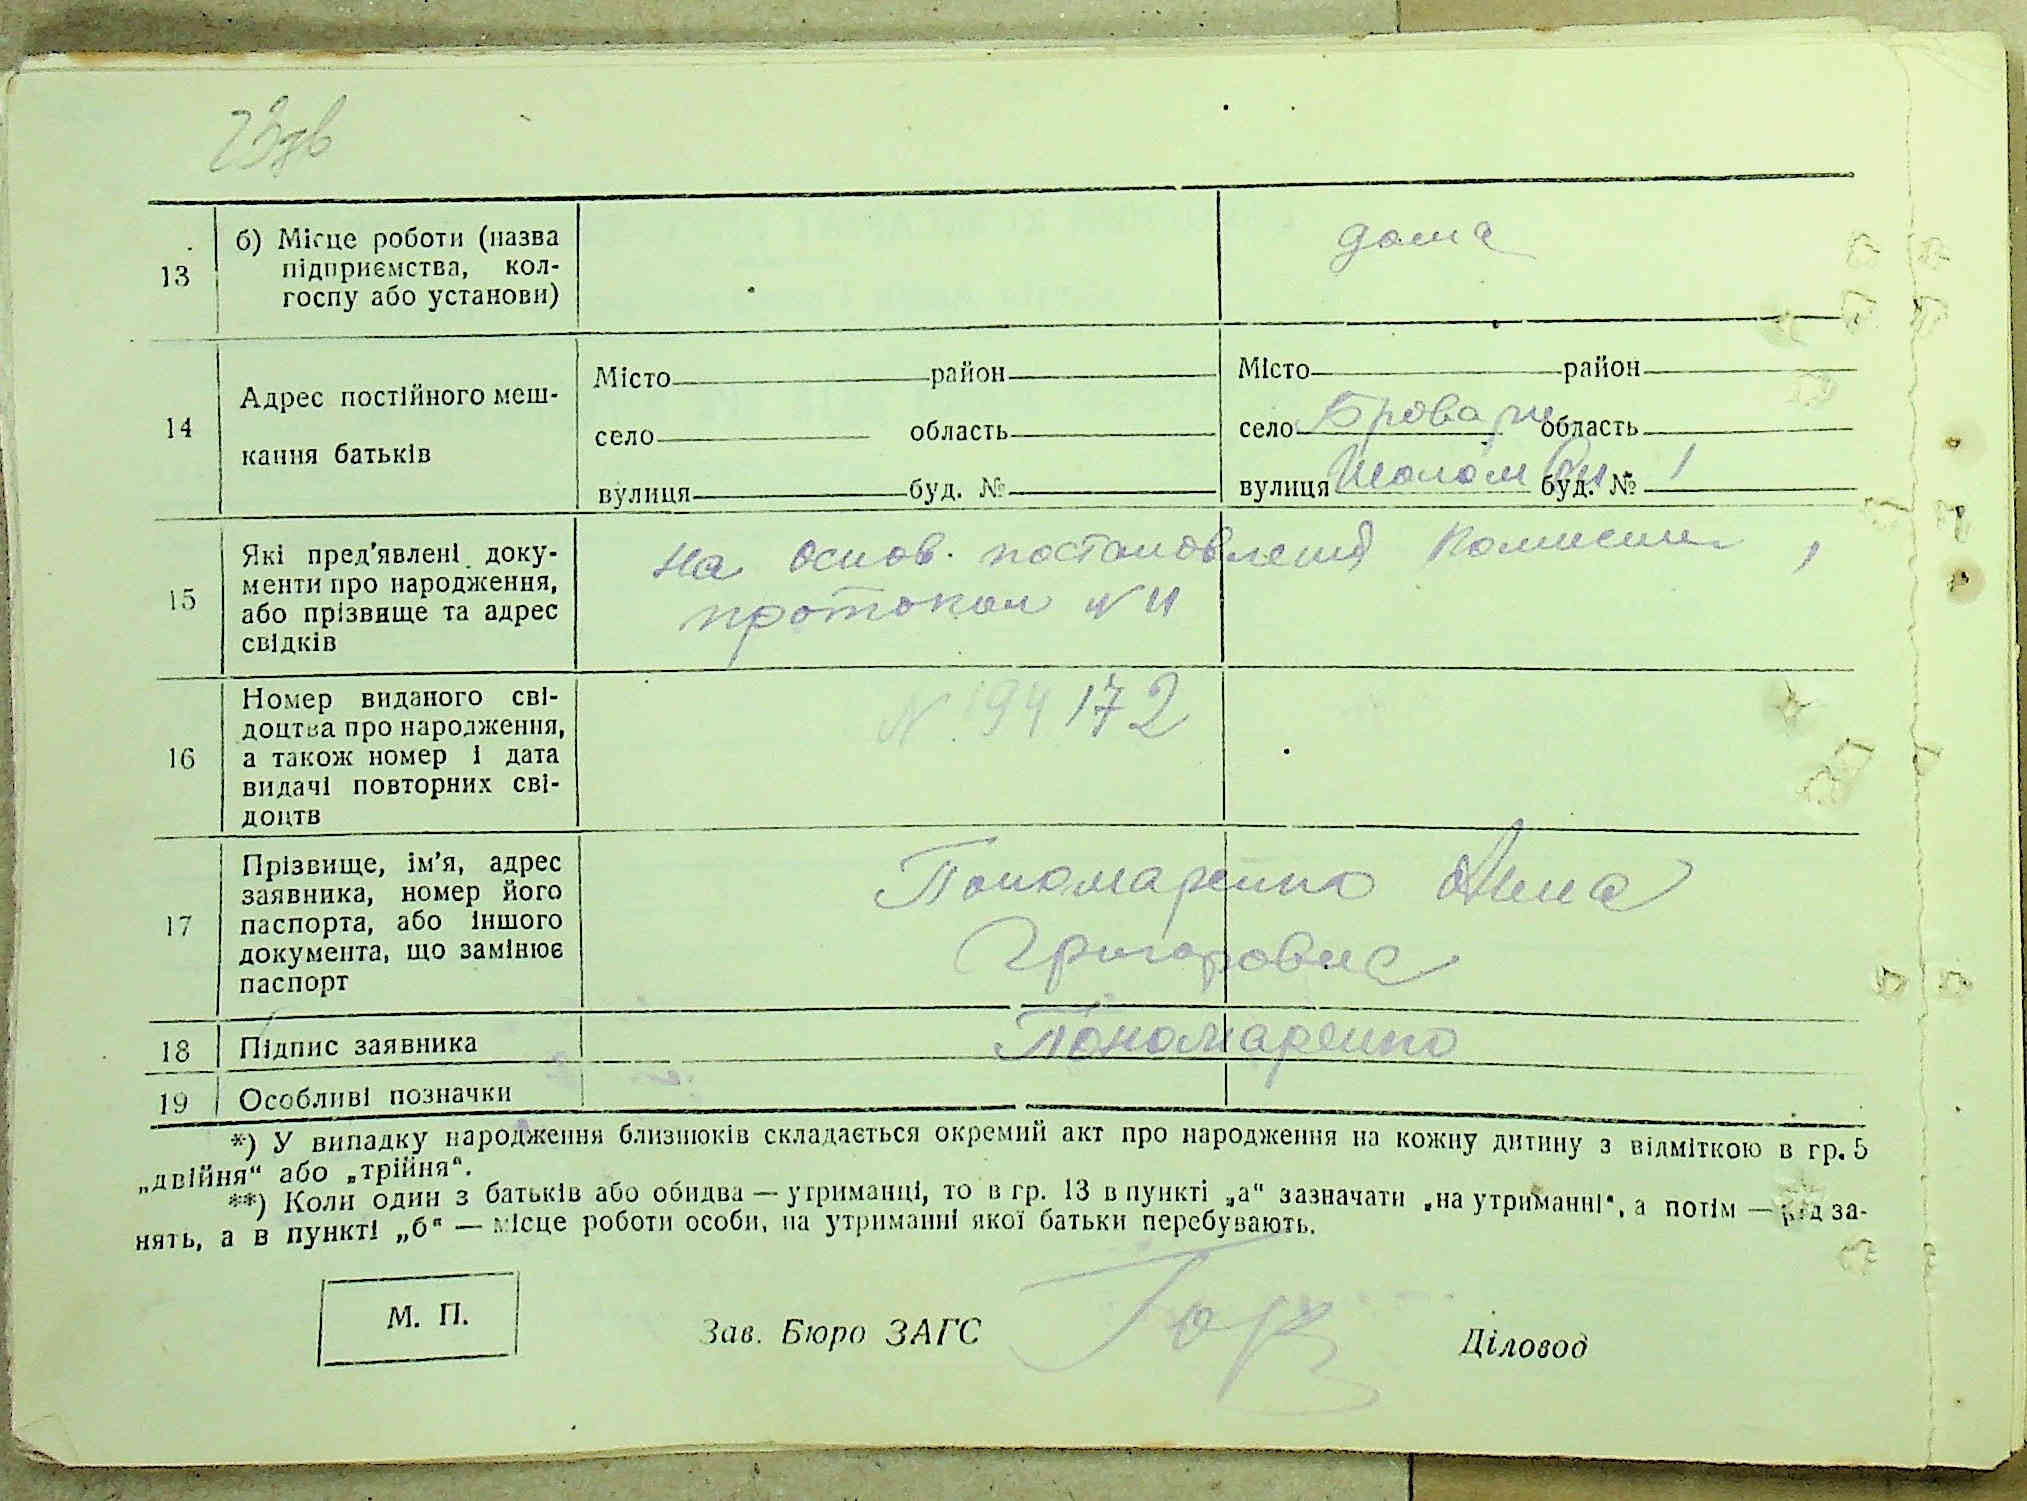 23зв
13 б) Місце роботи (назва
підприємства, кол-
госпу або установи)
дома
14 Адрес постійного меш-
кання батьків
Місто район
село область
вулиця буд. №
Місто район
село Бровари область
вулиця Шолом буд. № 1
15 Які пред'явлені доку-
менти про народження,
або прізвище та адрес
свідків
на основ. постановления комиссии,
протокол N 11
16 Номер виданого сві-
доцтва про народження,
а також номер і дата
видачі повторних сві-
доцтв
N 194172
17 Прізвище, ім'я, адрес
заявника, номер його
паспорта, або іншого
документа, що замінює
паспорт
Пономаренко Анна
Григоровна
18 Підпис заявника
Пономаренко
19 Особливі позначки
*) У випадку народження близнюків складається окремий акт про народження на кожну дитину з відміткою в гр. 5
„двійня“ або „трійня“.
**) Коли один з батьків або обидва — утриманці, то в гр. 13 в пункті „а“ зазначати „на утриманні“, а потім — рід за-
нять, а в пункті „б“ — місце роботи особи, на утриманні якої батьки перебувають.
М. П.
Зав. Бюро ЗАГС
Діловод